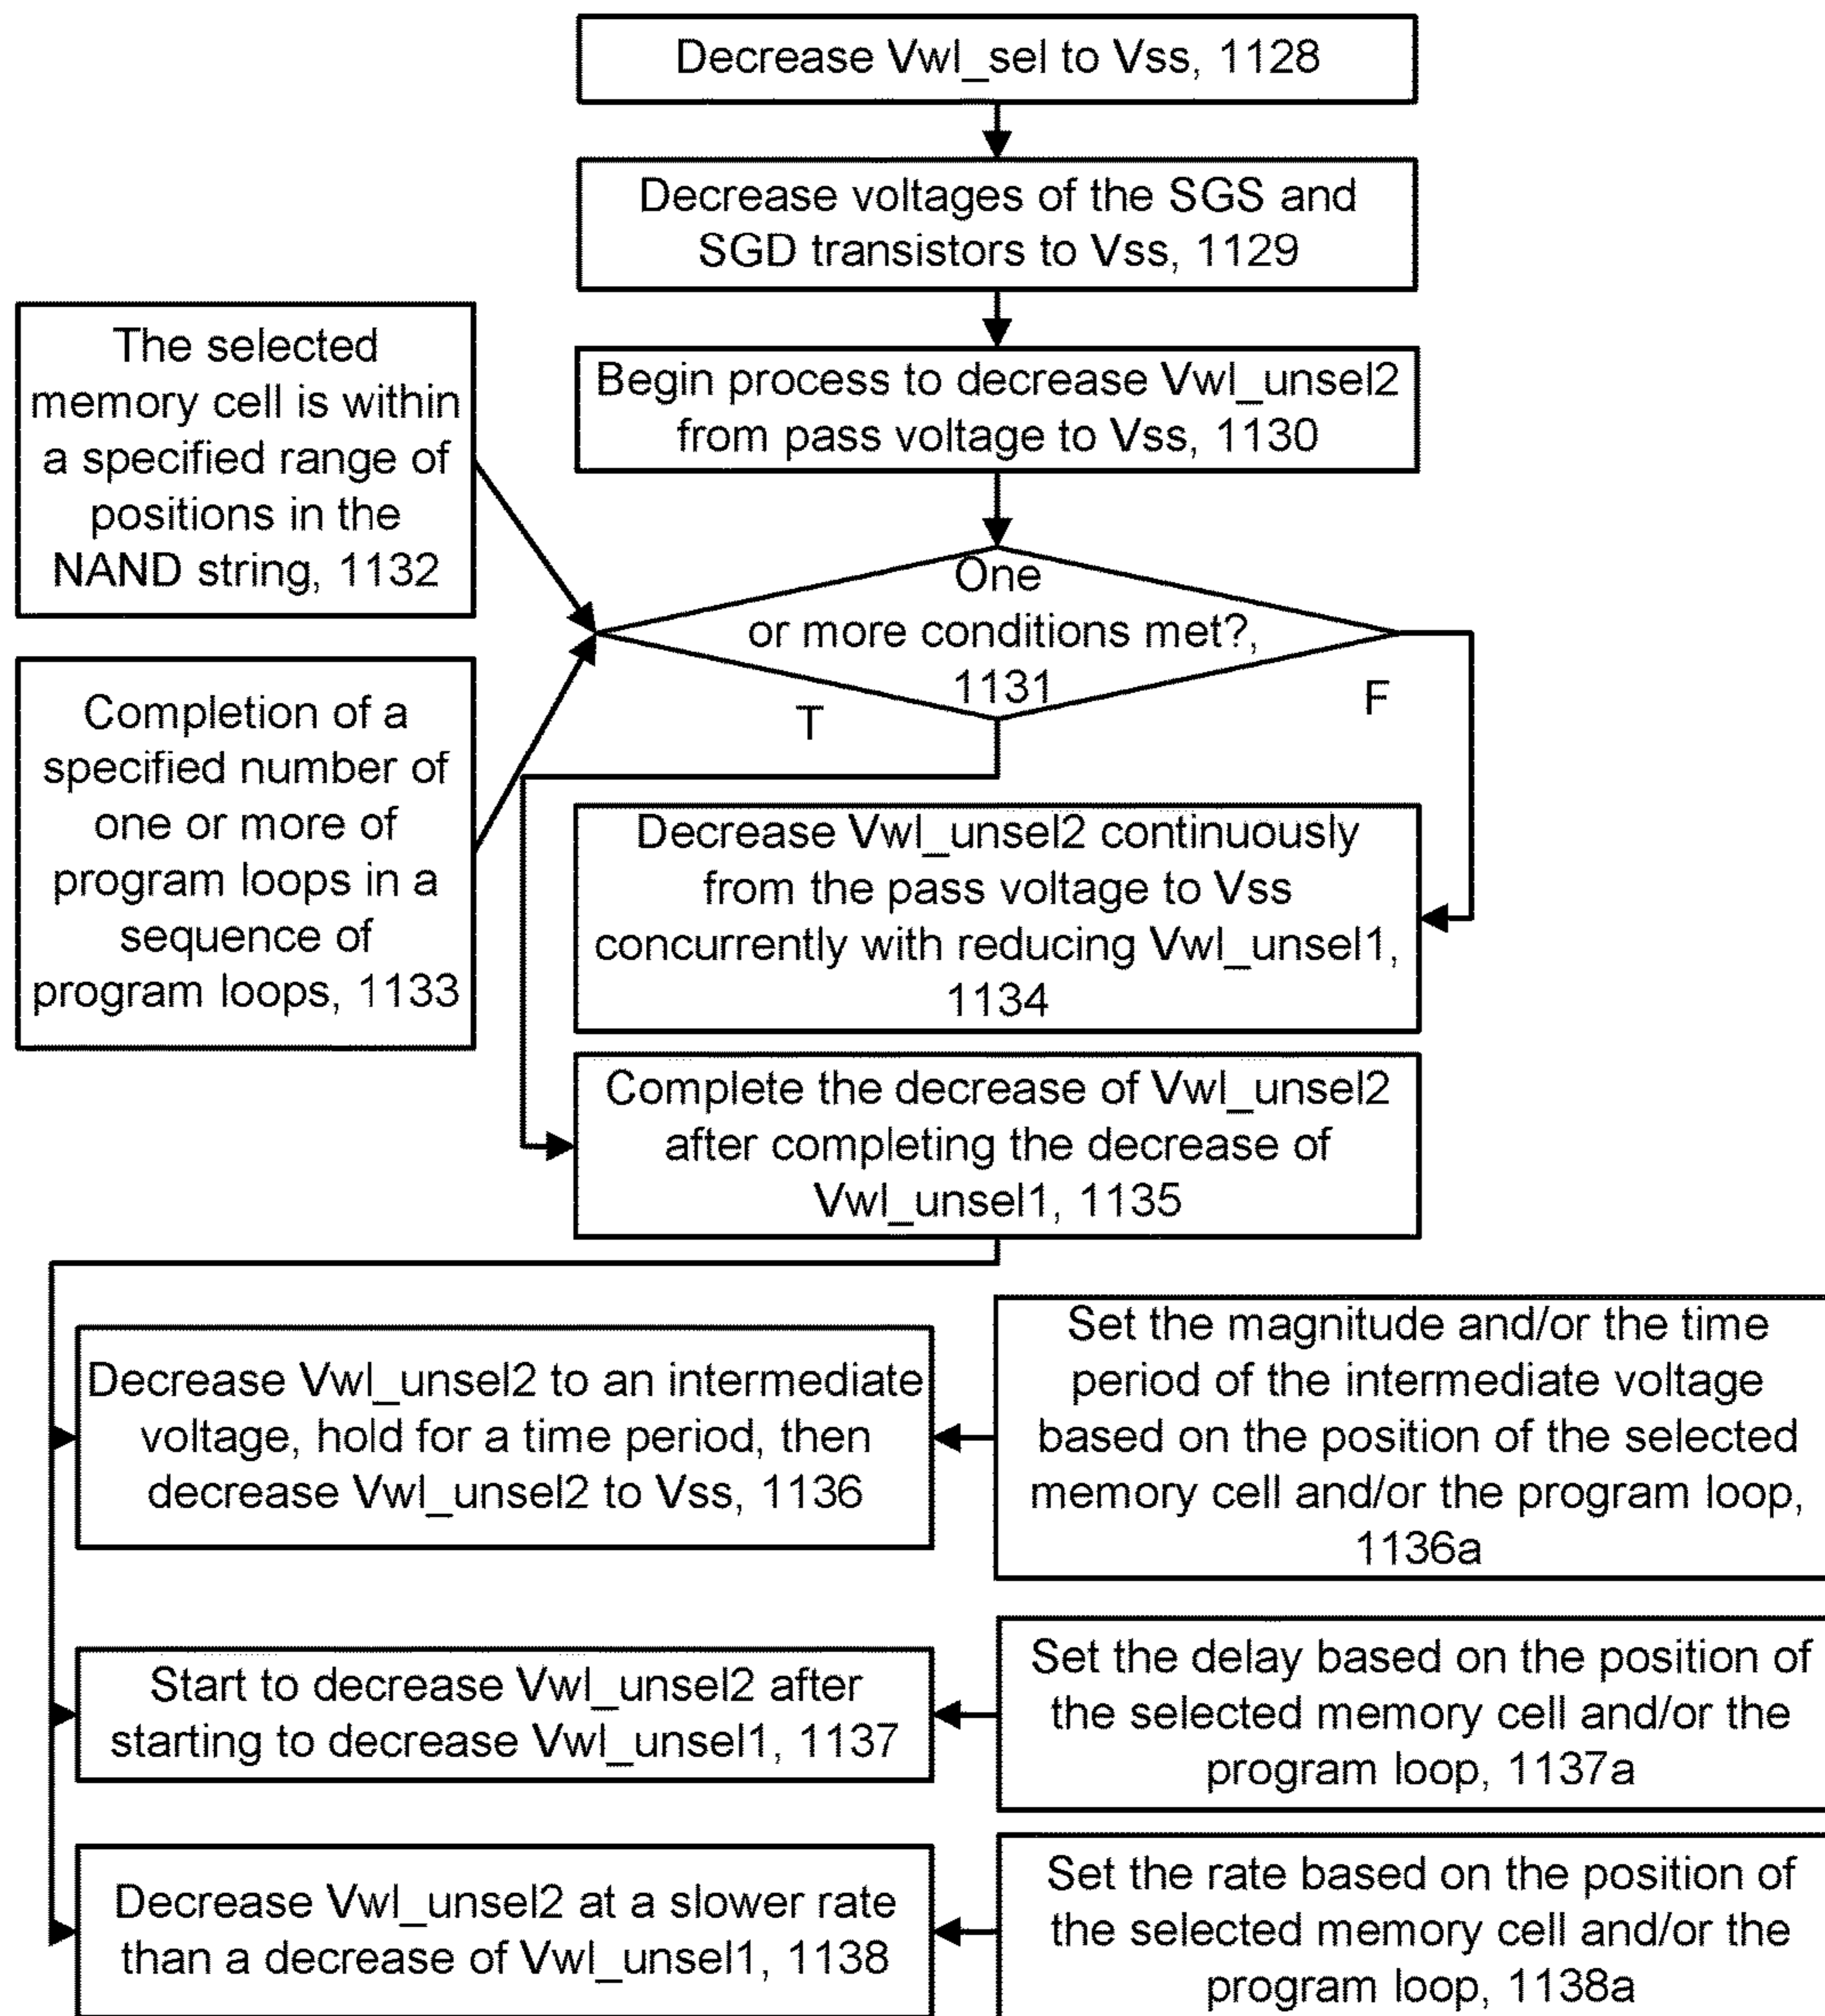 Decrease Vwl_sel to Vss, 1128
Decrease voltages of the SGS and
SGD transistors to Vss, 1129
Begin process to decrease Vwl_unsel2
from pass voltage to Vss, 1130
The selected
memory cell is within
a specified range of
positions in the
NAND string, 1132
One
or more conditions met?,
1131
T
F
Completion of a
specified number of
one or more of
program loops in a
sequence of
program loops, 1133
Decrease Vwl_unsel2 continuously
from the pass voltage to Vss
concurrently with reducing Vwl_unsel1,
1134
Complete the decrease of Vwl_unsel2
after completing the decrease of
Vwl_unsel1, 1135
Decrease Vwl_unsel2 to an intermediate
voltage, hold for a time period, then
decrease Vwl_unsel2 to Vss, 1136
Set the magnitude and/or the time
period of the intermediate voltage
based on the position of the selected
memory cell and/or the program loop,
1136a
Start to decrease Vwl_unsel2 after
starting to decrease Vwl_unsel1, 1137
Set the delay based on the position of
the selected memory cell and/or the
program loop, 1137a
Decrease Vwl_unsel2 at a slower rate
than a decrease of Vwl_unsel1, 1138
Set the rate based on the position of
the selected memory cell and/or the
program loop, 1138a